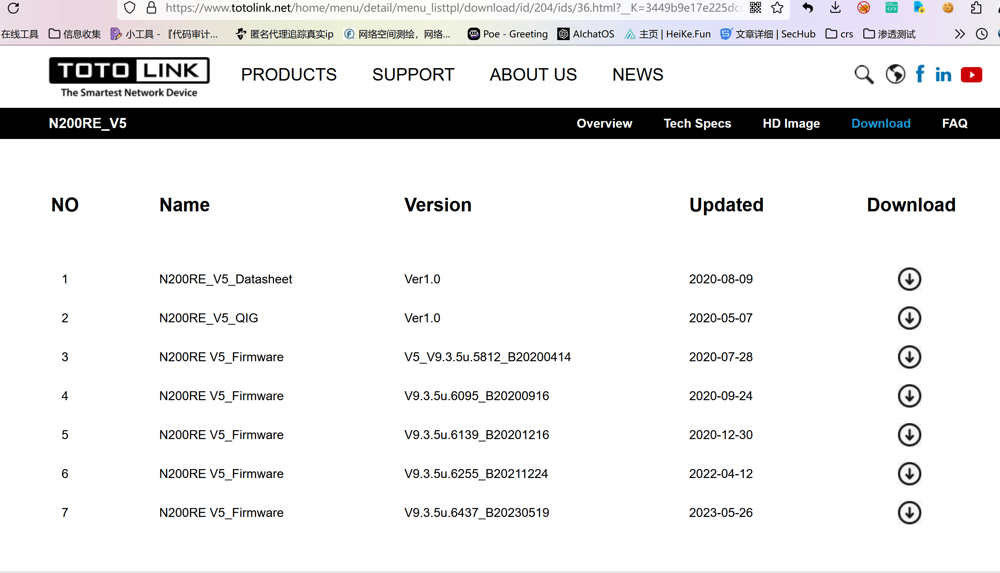 https://www.totolink.net/home/menu/detail/menu_listtpl/download/id/204/ids/36.html?__K=3449b9e17e225dcc
在线工具 信息收集 小工具 - 『代码审计... 匿名代理追踪真实ip 网络空间测绘，网络... Poe - Greeting AIchatOS 主页 | HeiKe.Fun 文章详细 | SecHub crs 渗透测试
TOTO LINK PRODUCTS SUPPORT ABOUT US NEWS
The Smartest Network Device
N200RE_V5 Overview Tech Specs HD Image Download FAQ
NO Name Version Updated Download
1 N200RE_V5_Datasheet Ver1.0 2020-08-09
2 N200RE_V5_QIG Ver1.0 2020-05-07
3 N200RE V5_Firmware V5_V9.3.5u.5812_B20200414 2020-07-28
4 N200RE V5_Firmware V9.3.5u.6095_B20200916 2020-09-24
5 N200RE V5_Firmware V9.3.5u.6139_B20201216 2020-12-30
6 N200RE V5_Firmware V9.3.5u.6255_B20211224 2022-04-12
7 N200RE V5_Firmware V9.3.5u.6437_B20230519 2023-05-26